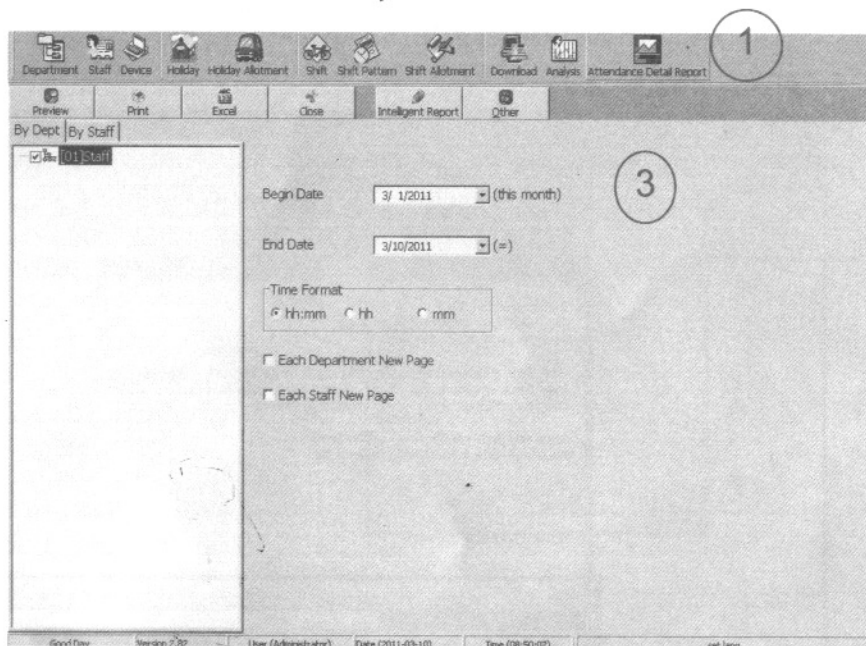 1
Department Staff Device Holiday Holiday Allotment Shift Shift Pattern Shift Allotment Download Analysis Attendance Detail Report
Preview Print Excel Close Intelligent Report Other
By Dept By Staff
[01]Staff
3
Begin Date 3/ 1/2011 (this month)
End Date 3/10/2011 (=)
Time Format
hh:mm hh mm
Each Department New Page
Each Staff New Page
Good Day Version 7.82 User (Administrator) Date (2011-03-10) Time (08:50:07) set lang